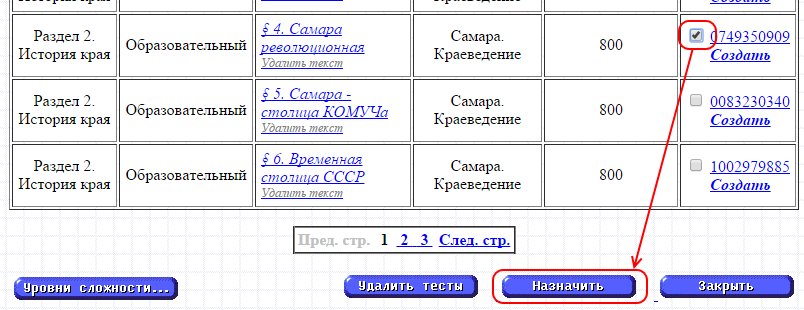 История края
Раздел 2.
История края
Образовательный
§ 4. Самара
революционная
Удалить текст
Самара.
Краеведение
800
0749350909
Создать
Раздел 2.
История края
Образовательный
§ 5. Самара -
столица КОМУЧа
Удалить текст
Самара.
Краеведение
800
0083230340
Создать
Раздел 2.
История края
Образовательный
§ 6. Временная
столица СССР
Удалить текст
Самара.
Краеведение
800
1002979885
Создать
Пред. стр. 1 2 3 След. стр.
Уровни сложности... Удалить тесты Назначить Закрыть